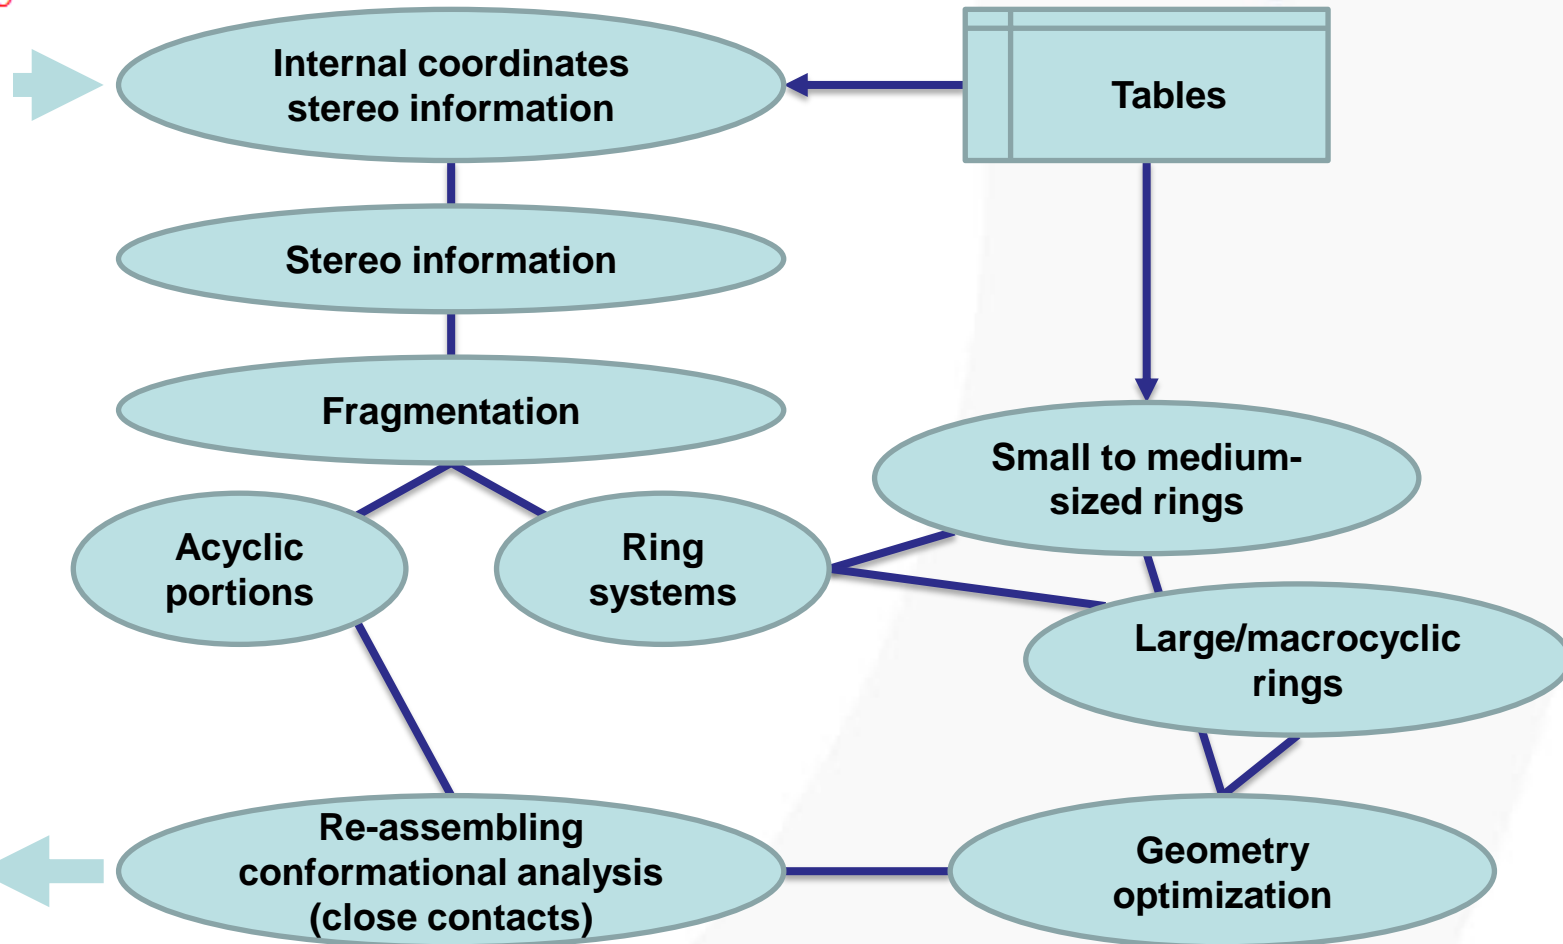 Internal coordinates
stereo information
Tables
Stereo information
Fragmentation
Small to medium-
sized rings
Acyclic
portions
Ring
systems
Large/macrocyclic
rings
Re-assembling
conformational analysis
(close contacts)
Geometry
optimization